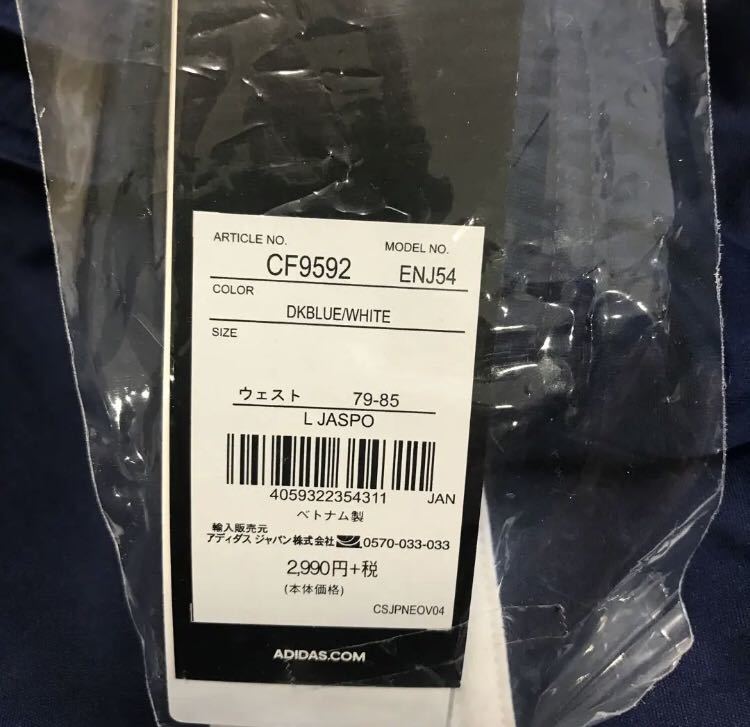 ARTICLE NO. MODEL NO.
CF9592 ENJ54
COLOR
DKBLUE/WHITE
SIZE
ウェスト 79-85
L JASPO
4059322354311 JAN
ベトナム製
輸入販売元
アディダス ジャパン株式会社 0570-033-033
2,990円+税
(本体価格)
CSJPNEOV04
ADIDAS.COM